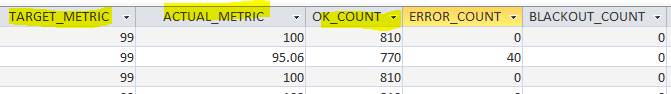 TARGET_METRIC ACTUAL_METRIC OK_COUNT ERROR_COUNT BLACKOUT_COUNT
99 100 810 0 0
99 95.06 770 40 0
99 100 810 0 0